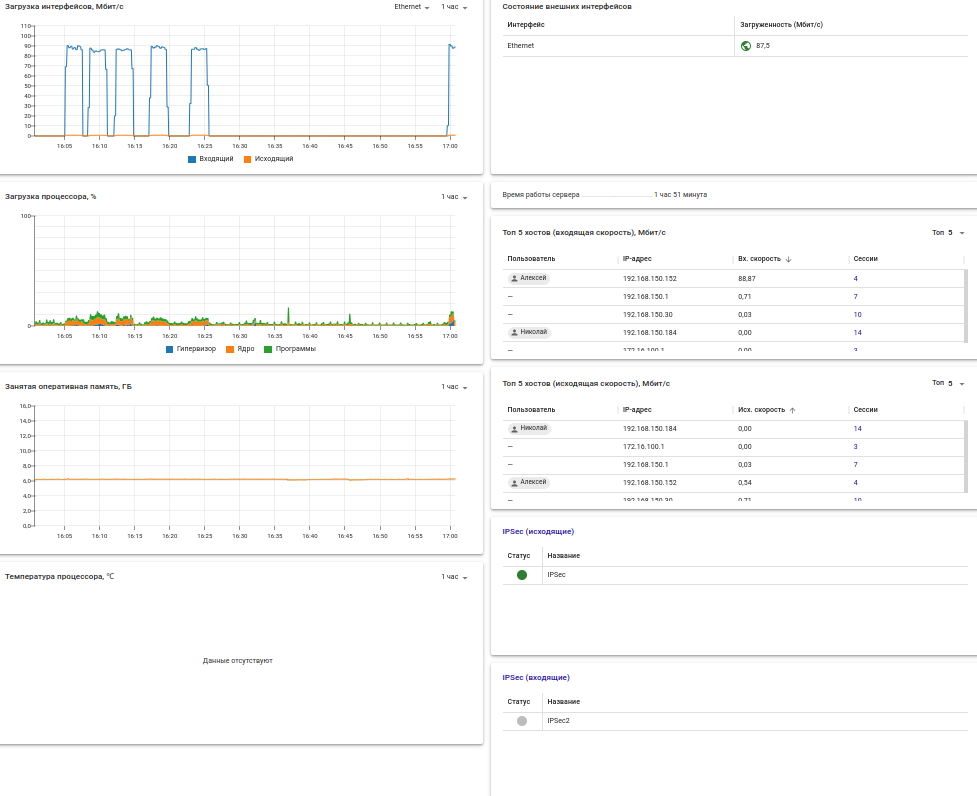 Загрузка интерфейсов, Мбит/с Ethernet 1 час
110
100
90
80
70
60
50
40
30
20
10
0
16:05 16:10 16:15 16:20 16:25 16:30 16:35 16:40 16:45 16:50 16:55 17:00
Входящий Исходящий
Загрузка процессора, % 1 час
100
0
16:05 16:10 16:15 16:20 16:25 16:30 16:35 16:40 16:45 16:50 16:55 17:00
Гипервизор Ядро Программы
Занятая оперативная память, ГБ 1 час
16,0
14,0
12,0
10,0
8,0
6,0
4,0
2,0
0,0
16:05 16:10 16:15 16:20 16:25 16:30 16:35 16:40 16:45 16:50 16:55 17:00
Температура процессора, °C 1 час
Данные отсутствуют
Состояние внешних интерфейсов
Интерфейс Загруженность (Мбит/с)
Ethernet 87,5
Время работы сервера 1 час 51 минута
Топ 5 хостов (входящая скорость), Мбит/с Топ 5
Пользователь IP-адрес Вх. скорость Сессии
Алексей 192.168.150.152 88,87 4
— 192.168.150.1 0,71 7
— 192.168.150.30 0,03 10
Николай 192.168.150.184 0,00 14
— 172.16.100.1 0,00 3
Топ 5 хостов (исходящая скорость), Мбит/с Топ 5
Пользователь IP-адрес Исх. скорость Сессии
Николай 192.168.150.184 0,00 14
— 172.16.100.1 0,00 3
— 192.168.150.1 0,03 7
Алексей 192.168.150.152 0,54 4
— 192.168.150.30 0,71 10
IPSec (исходящие)
Статус Название
IPSec
IPSec (входящие)
Статус Название
IPSec2